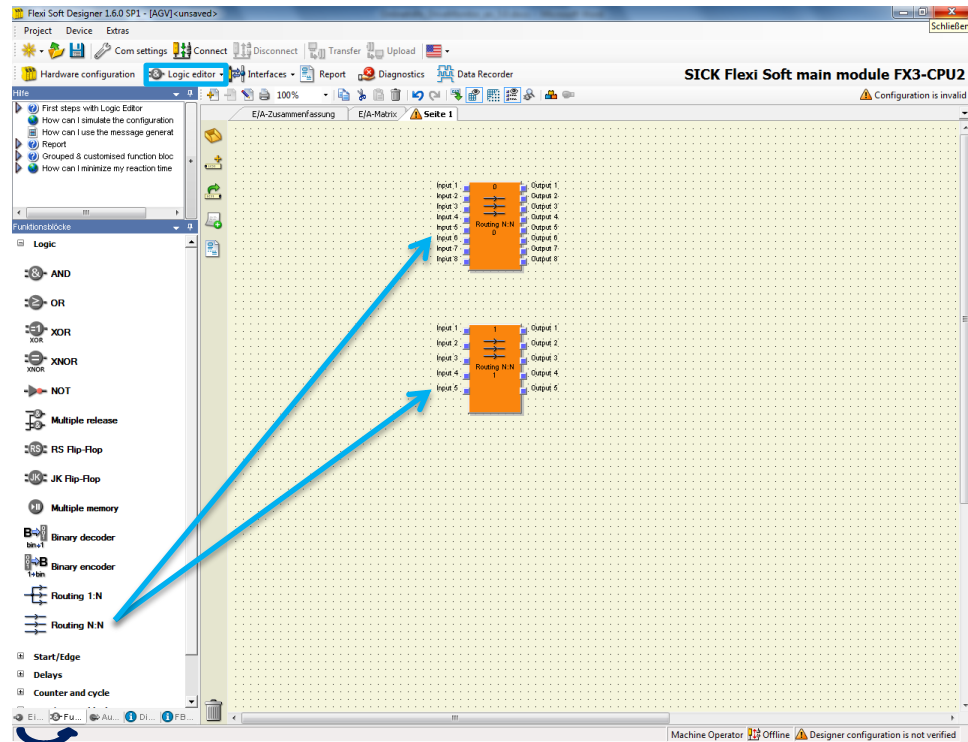 Flexi Soft Designer 1.6.0 SP1 - [AGV]<unsaved>
Schließen
Project Device Extras
Com settings Connect Disconnect Transfer Upload
Hardware configuration Logic editor Interfaces Report Diagnostics Data Recorder SICK Flexi Soft main module FX3-CPU2
Hilfe
100%
Configuration is invalid
First steps with Logic Editor
How can I simulate the configuration
How can I use the message generat
Report
Grouped & customised function bloc
How can I minimize my reaction time
E/A-Zusammenfassung E/A-Matrix Seite 1
Funktionsblöcke
Logic
AND
OR
=1
XOR XOR
=
XNOR XNOR
NOT
Multiple release
RS RS Flip-Flop
JK JK Flip-Flop
Multiple memory
B
bin→1 Binary decoder
B
1→bin Binary encoder
Routing 1:N
Routing N:N
Start/Edge
Delays
Counter and cycle
Ei... Fu... Au... Di... FB...
Input 1 0 Output 1
Input 2 Output 2
Input 3 Output 3
Input 4 Output 4
Input 5 Routing N:N Output 5
Input 6 0 Output 6
Input 7 Output 7
Input 8 Output 8
Input 1 1 Output 1
Input 2 Output 2
Input 3 Output 3
Input 4 Routing N:N Output 4
1
Input 5 Output 5
Machine Operator Offline Designer configuration is not verified